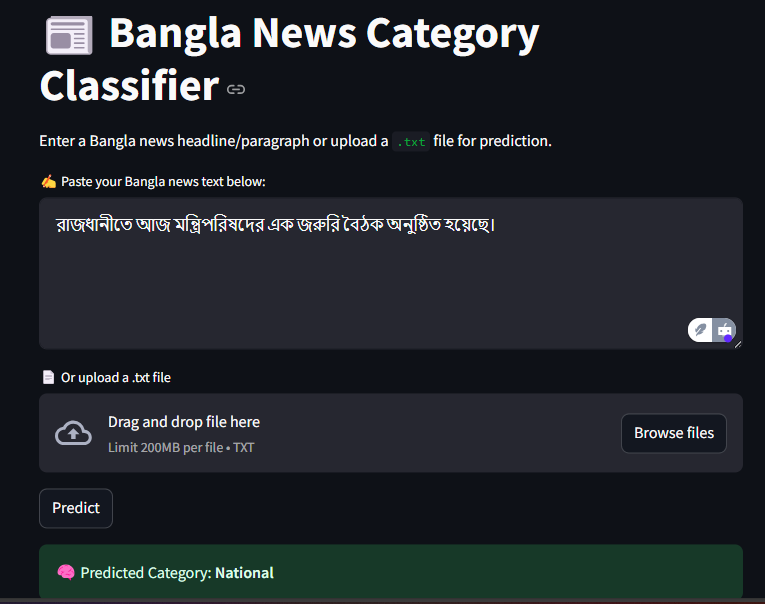 📰 Bangla News Category
Classifier
Enter a Bangla news headline/paragraph or upload a .txt file for prediction.
✍️ Paste your Bangla news text below:
রাজধানীতে আজ মন্ত্রিপরিষদের এক জরুরি বৈঠক অনুষ্ঠিত হয়েছে।
📄 Or upload a .txt file
Drag and drop file here
Limit 200MB per file • TXT
Browse files
Predict
🧠 Predicted Category: National